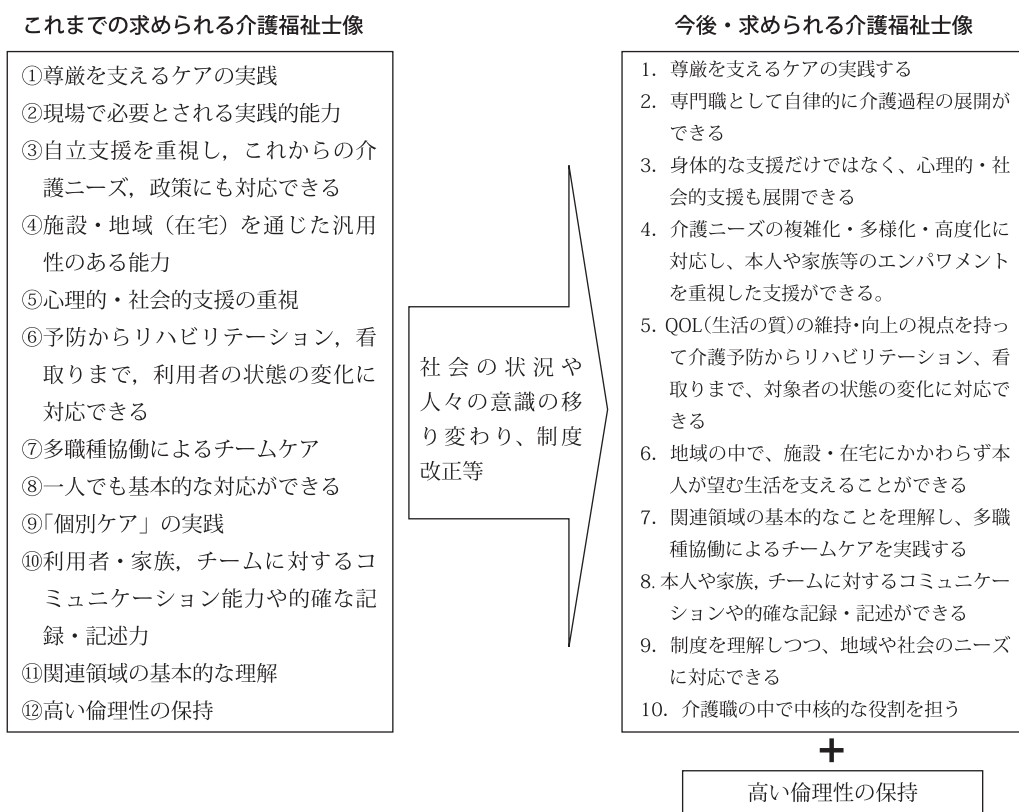 これまでの求められる介護福祉士像
①尊厳を支えるケアの実践
②現場で必要とされる実践的能力
③自立支援を重視し，これからの介
護ニーズ，政策にも対応できる
④施設・地域（在宅）を通じた汎用
性のある能力
⑤心理的・社会的支援の重視
⑥予防からリハビリテーション，看
取りまで，利用者の状態の変化に
対応できる
⑦多職種協働によるチームケア
⑧一人でも基本的な対応ができる
⑨「個別ケア」の実践
⑩利用者・家族，チームに対するコ
ミュニケーション能力や的確な記
録・記述力
⑪関連領域の基本的な理解
⑫高い倫理性の保持
社会の状況や
人々の意識の移
り変わり、制度
改正等
今後・求められる介護福祉士像
1. 尊厳を支えるケアの実践する
2. 専門職として自律的に介護過程の展開が
できる
3. 身体的な支援だけではなく、心理的・社
会的支援も展開できる
4. 介護ニーズの複雑化・多様化・高度化に
対応し、本人や家族等のエンパワメント
を重視した支援ができる。
5. QOL（生活の質）の維持・向上の視点を持っ
て介護予防からリハビリテーション、看
取りまで、対象者の状態の変化に対応で
きる
6. 地域の中で、施設・在宅にかかわらず本
人が望む生活を支えることができる
7. 関連領域の基本的なことを理解し、多職
種協働によるチームケアを実践する
8. 本人や家族，チームに対するコミュニケー
ションや的確な記録・記述ができる
9. 制度を理解しつつ、地域や社会のニーズ
に対応できる
10. 介護職の中で中核的な役割を担う
+
高い倫理性の保持